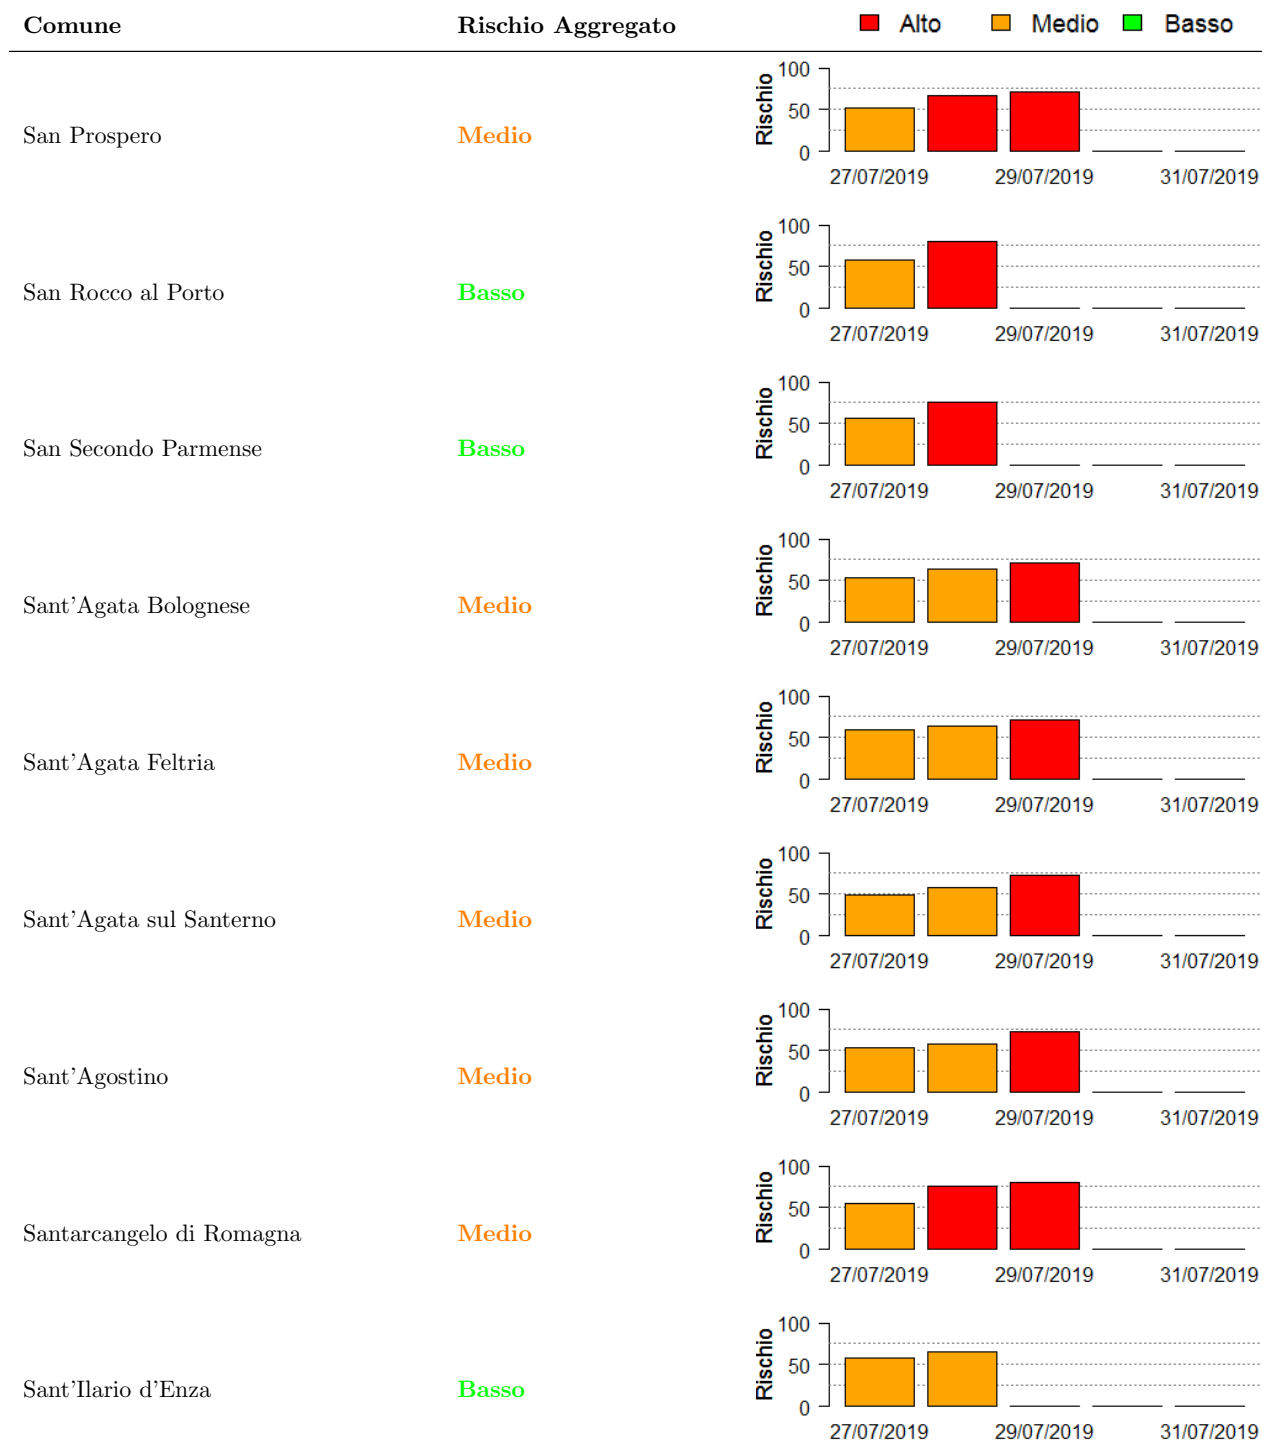 Comune Rischio Aggregato Alto Medio Basso
San Prospero Medio Rischio 100 50 0
27/07/2019 29/07/2019 31/07/2019
San Rocco al Porto Basso Rischio 100 50 0
27/07/2019 29/07/2019 31/07/2019
San Secondo Parmense Basso Rischio 100 50 0
27/07/2019 29/07/2019 31/07/2019
Sant'Agata Bolognese Medio Rischio 100 50 0
27/07/2019 29/07/2019 31/07/2019
Sant'Agata Feltria Medio Rischio 100 50 0
27/07/2019 29/07/2019 31/07/2019
Sant'Agata sul Santerno Medio Rischio 100 50 0
27/07/2019 29/07/2019 31/07/2019
Sant'Agostino Medio Rischio 100 50 0
27/07/2019 29/07/2019 31/07/2019
Santarcangelo di Romagna Medio Rischio 100 50 0
27/07/2019 29/07/2019 31/07/2019
Sant'Ilario d'Enza Basso Rischio 100 50 0
27/07/2019 29/07/2019 31/07/2019